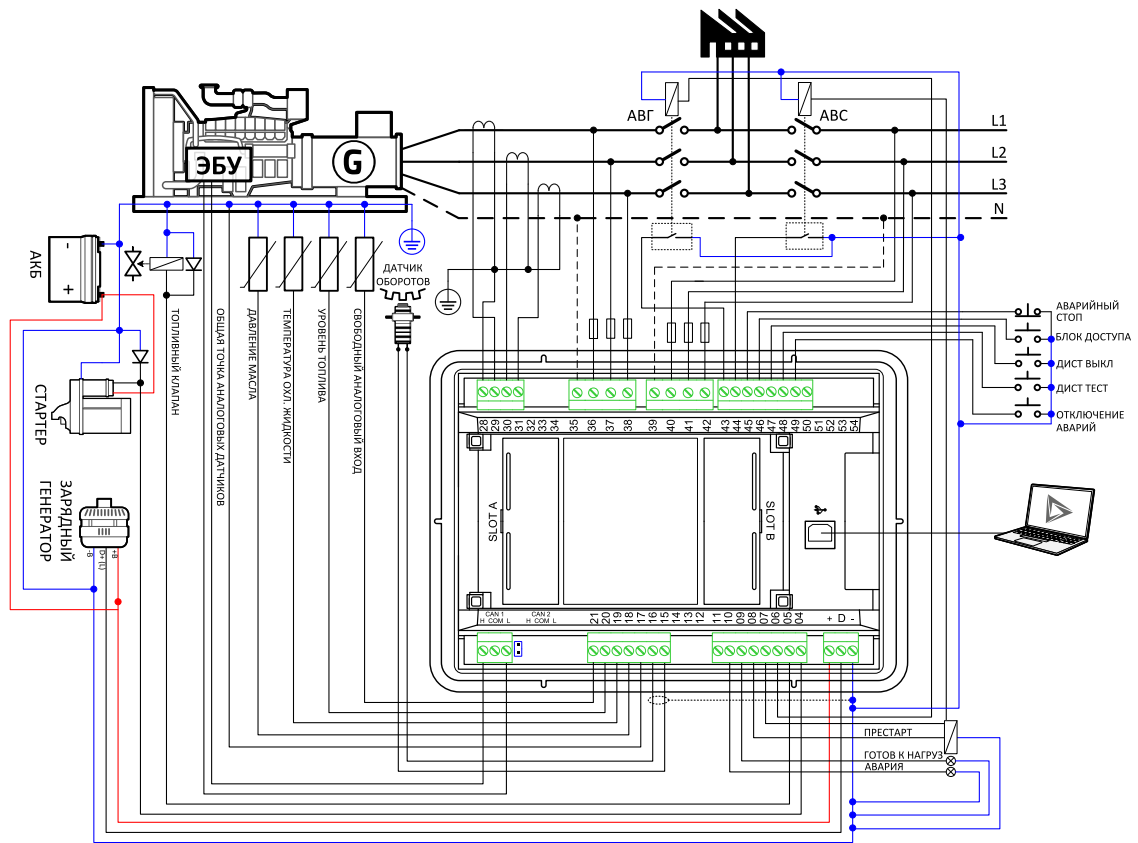 АВГ
АВС
L1
L2
L3
N
ЭБУ
G
АКБ
-
+
ДАТЧИК
ОБОРОТОВ
ТОПЛИВНЫЙ КЛАПАН
ОБЩАЯ ТОЧКА АНАЛОГОВЫХ ДАТЧИКОВ
ДАВЛЕНИЕ МАСЛА
ТЕМПЕРАТУРА ОХЛ. ЖИДКОСТИ
УРОВЕНЬ ТОПЛИВА
СВОБОДНЫЙ АНАЛОГОВЫЙ ВХОД
АВАРИЙНЫЙ
СТОП
БЛОК ДОСТУПА
ДИСТ ВЫКЛ
ДИСТ ТЕСТ
ОТКЛЮЧЕНИЕ
АВАРИЙ
СТАРТЕР
ЗАРЯДНЫЙ
ГЕНЕРАТОР
-B
D+ (L)
+B
28 29 30 31 32 33 34 35 36 37 38 39 40 41 42 43 44 45 46 47 48 49 50 51 52 53 54
SLOT A
SLOT B
CAN 1
H COM L
CAN 2
H COM L
21 20 19 18 17 16 15 14 13 12 11 10 09 08 07 06 05 04
+ D -
ПРЕСТАРТ
ГОТОВ К НАГРУЗ
АВАРИЯ